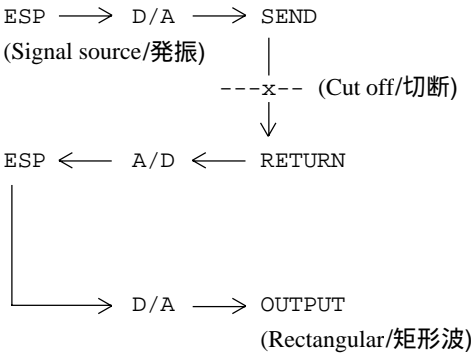 ESP D/A SEND
(Signal source/発振)
---x-- (Cut off/切断)
ESP A/D RETURN
D/A OUTPUT
(Rectangular/矩形波)